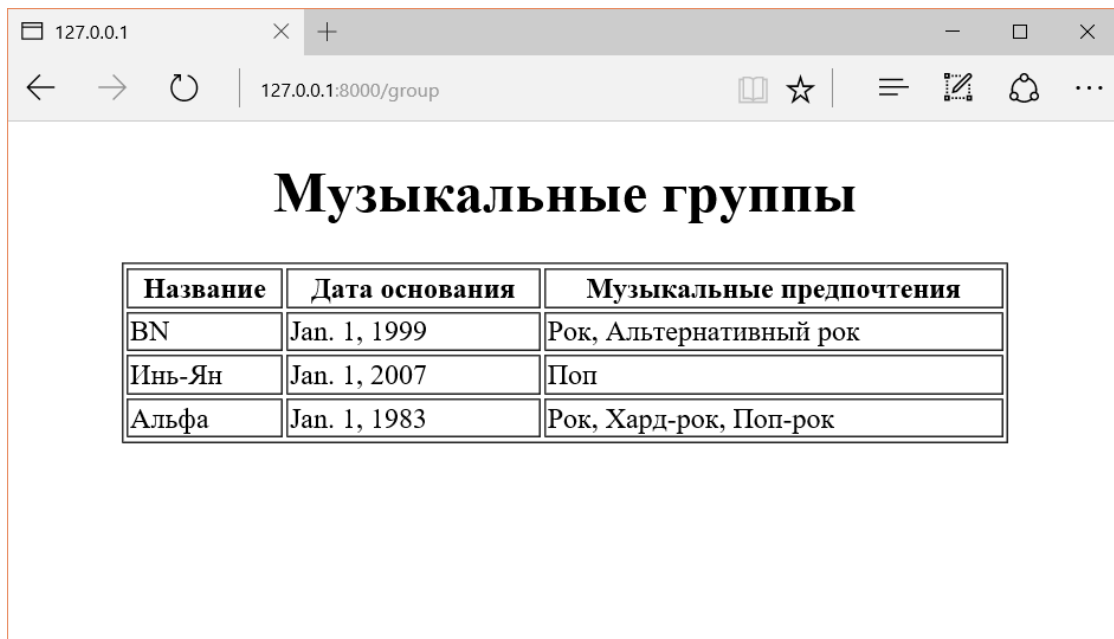 127.0.0.1
127.0.0.1:8000/group
Музыкальные группы
Название Дата основания Музыкальные предпочтения
BN Jan. 1, 1999 Рок, Альтернативный рок
Инь-Ян Jan. 1, 2007 Поп
Альфа Jan. 1, 1983 Рок, Хард-рок, Поп-рок